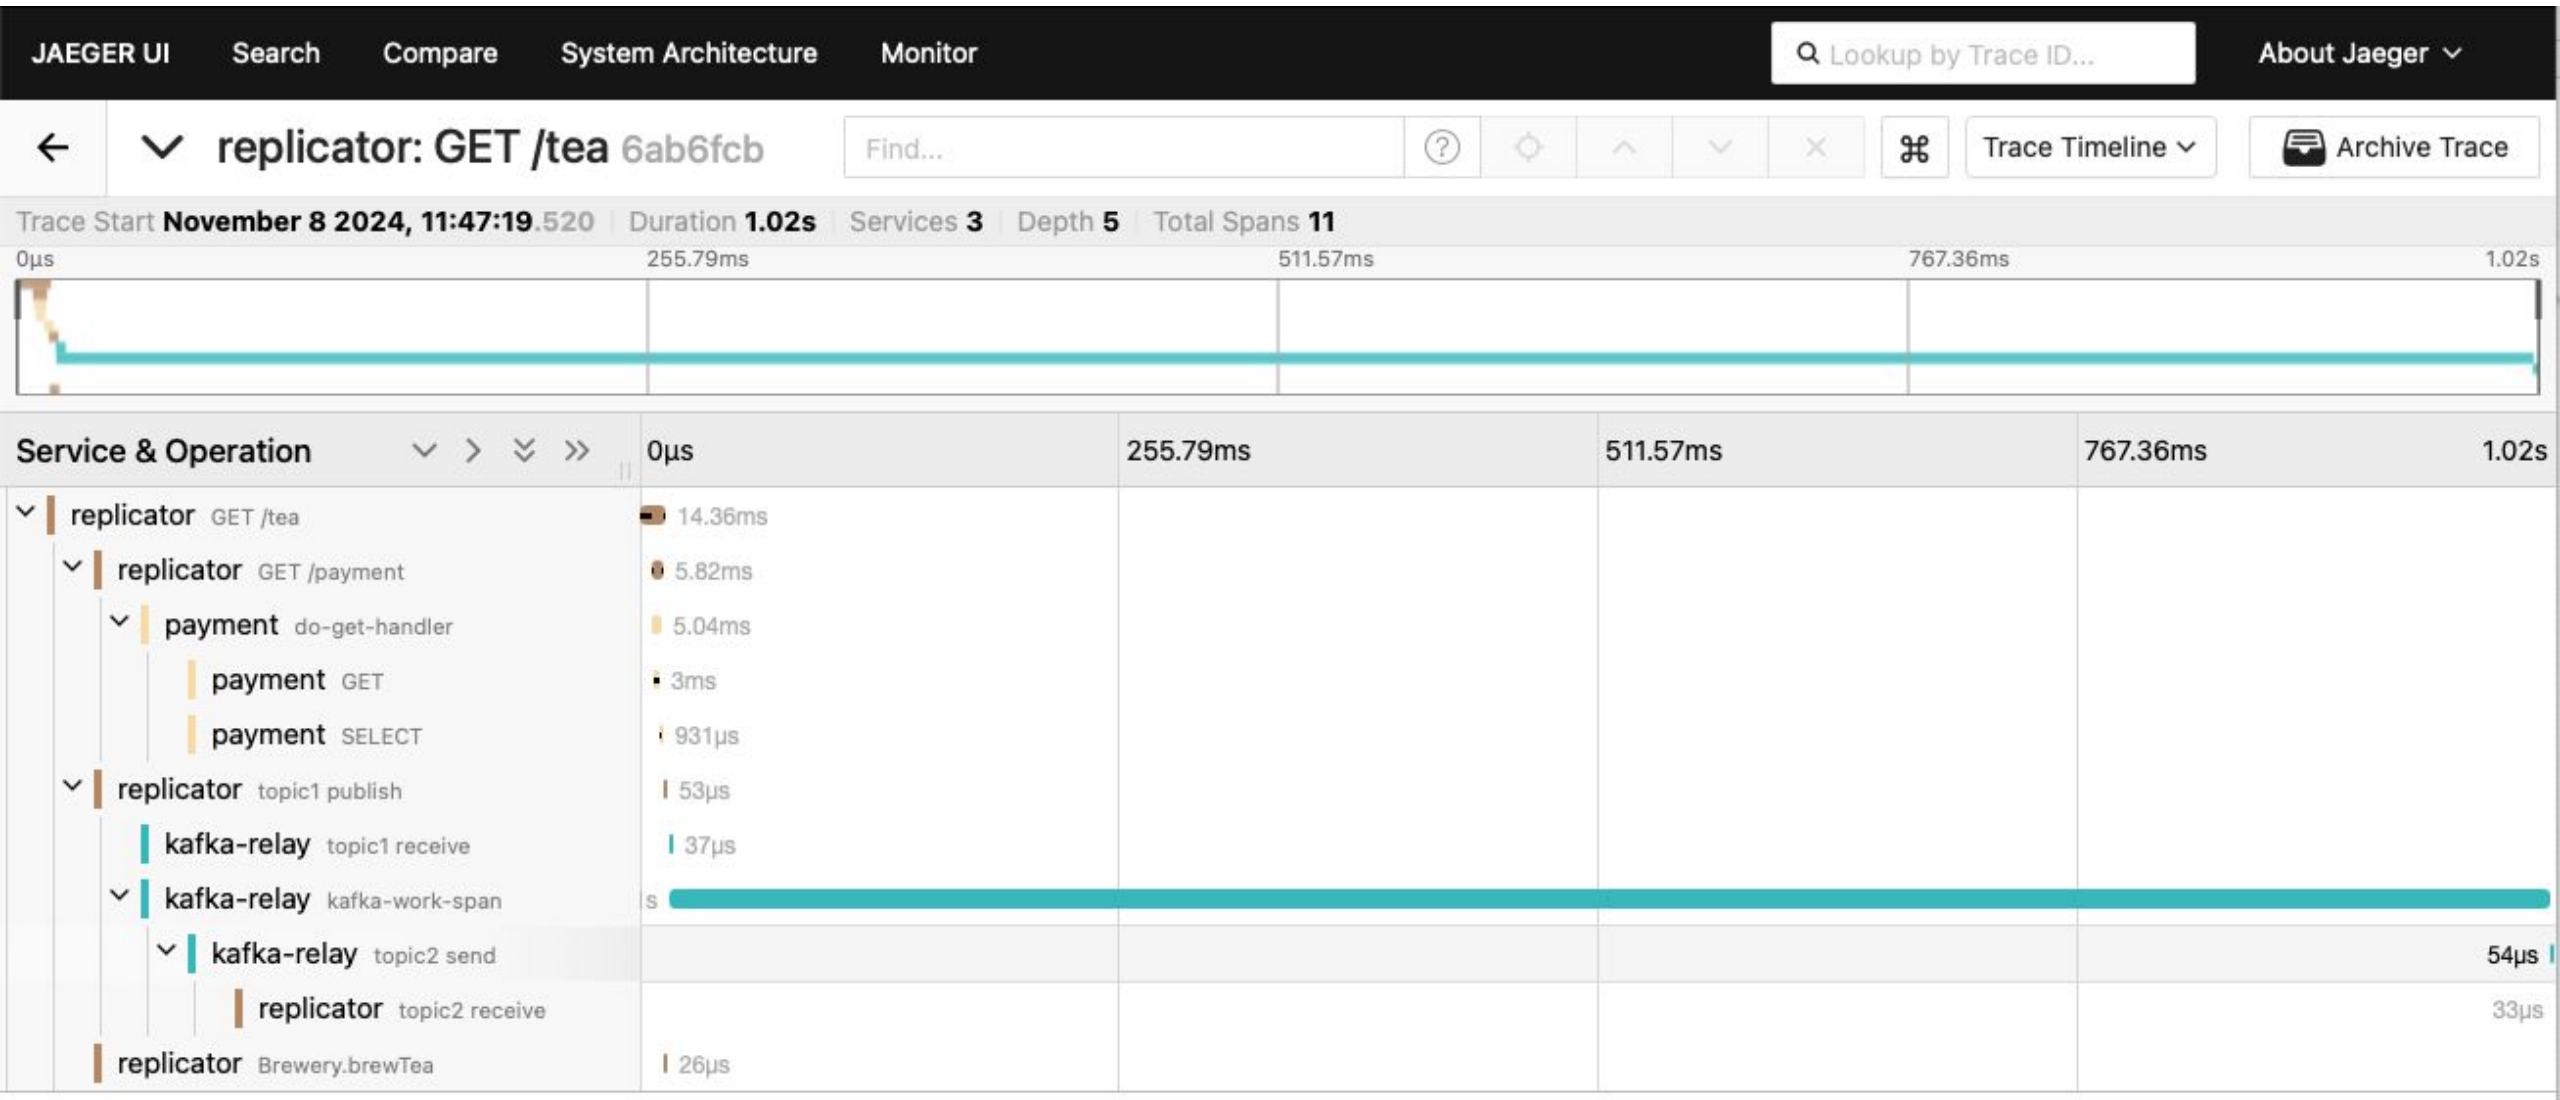 JAEGER UI Search Compare System Architecture Monitor Lookup by Trace ID... About Jaeger
replicator: GET /tea 6ab6fcb Find... Trace Timeline Archive Trace
Trace Start November 8 2024, 11:47:19.520 Duration 1.02s Services 3 Depth 5 Total Spans 11
0μs 255.79ms 511.57ms 767.36ms 1.02s
Service & Operation 0μs 255.79ms 511.57ms 767.36ms 1.02s
replicator GET /tea 14.36ms
replicator GET /payment 5.82ms
payment do-get-handler 5.04ms
payment GET 3ms
payment SELECT 931μs
replicator topic1 publish 53μs
kafka-relay topic1 receive 37μs
kafka-relay kafka-work-span s
kafka-relay topic2 send 54μs
replicator topic2 receive 33μs
replicator Brewery.brewTea 26μs